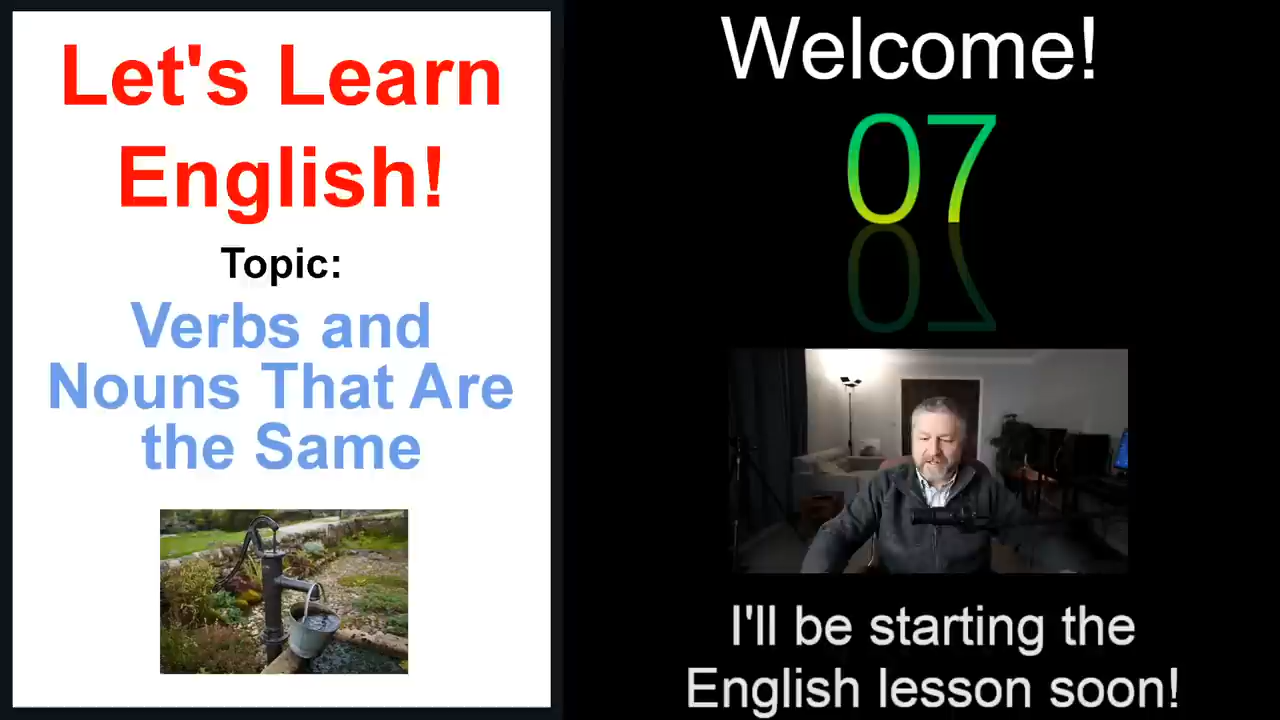 Let's Learn
English!
Topic:
Verbs and
Nouns That Are
the Same
Welcome!
07
I'll be starting the
English lesson soon!